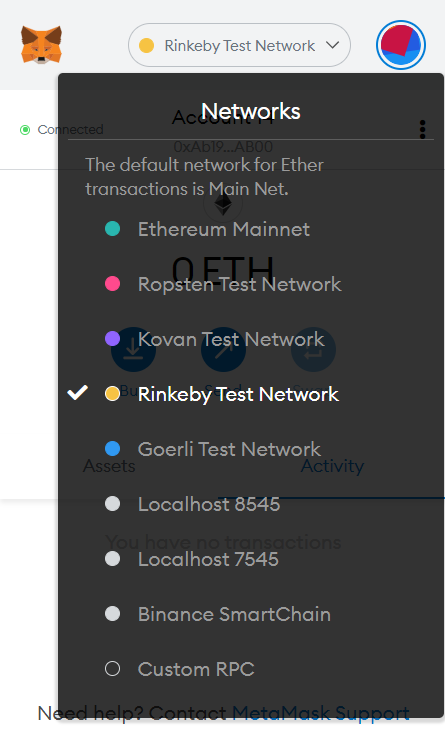 Rinkeby Test Network
Networks
Connected
Account 14
0xAb19...AB00
The default network for Ether
transactions is Main Net.
Ethereum Mainnet
0 ETH
Ropsten Test Network
Kovan Test Network
Rinkeby Test Network
Goerli Test Network
Assets
Activity
Localhost 8545
You have no transactions
Localhost 7545
Binance SmartChain
Custom RPC
Need help? Contact MetaMask Support